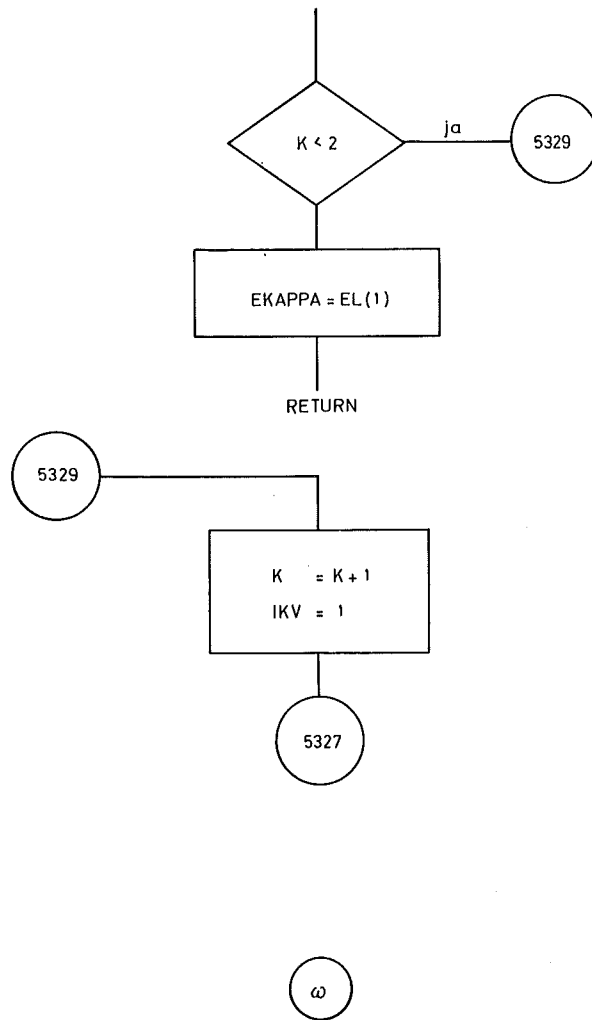 K < 2
ja
5329
EKAPPA = EL(1)
RETURN
5329
K = K + 1
IKV = 1
5327
ω